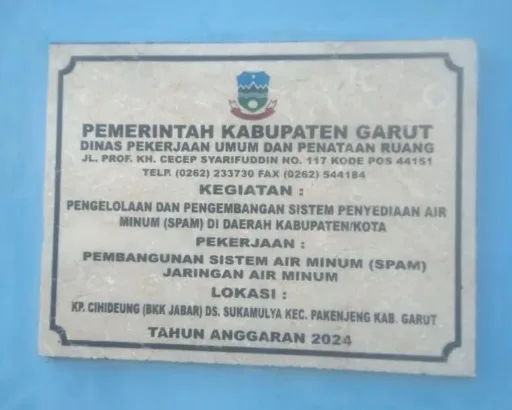 PEMERINTAH KABUPATEN GARUT
DINAS PEKERJAAN UMUM DAN PENATAAN RUANG
JL. PROF. KH. CECEP SYARIFUDDIN NO. 117 KODE POS 44151
TELP. (0262) 233730 FAX (0262) 544184
KEGIATAN :
PENGELOLAAN DAN PENGEMBANGAN SISTEM PENYEDIAAN AIR
MINUM (SPAM) DI DAERAH KABUPATEN/KOTA
PEKERJAAN :
PEMBANGUNAN SISTEM AIR MINUM (SPAM)
JARINGAN AIR MINUM
LOKASI :
KP. CIHIDEUNG (BKK JABAR) DS. SUKAMULYA KEC. PAKENJENG KAB. GARUT
TAHUN ANGGARAN 2024